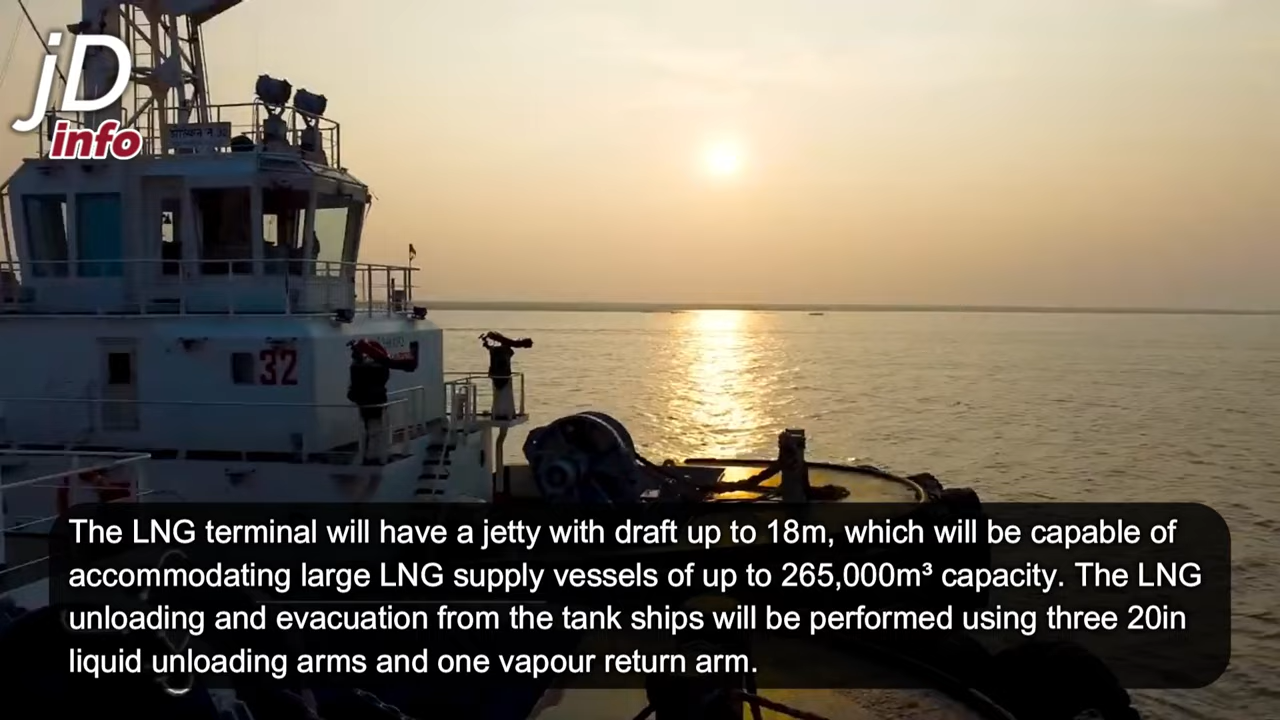 jD
info
32
The LNG terminal will have a jetty with draft up to 18m, which will be capable of
accommodating large LNG supply vessels of up to 265,000m³ capacity. The LNG
unloading and evacuation from the tank ships will be performed using three 20in
liquid unloading arms and one vapour return arm.